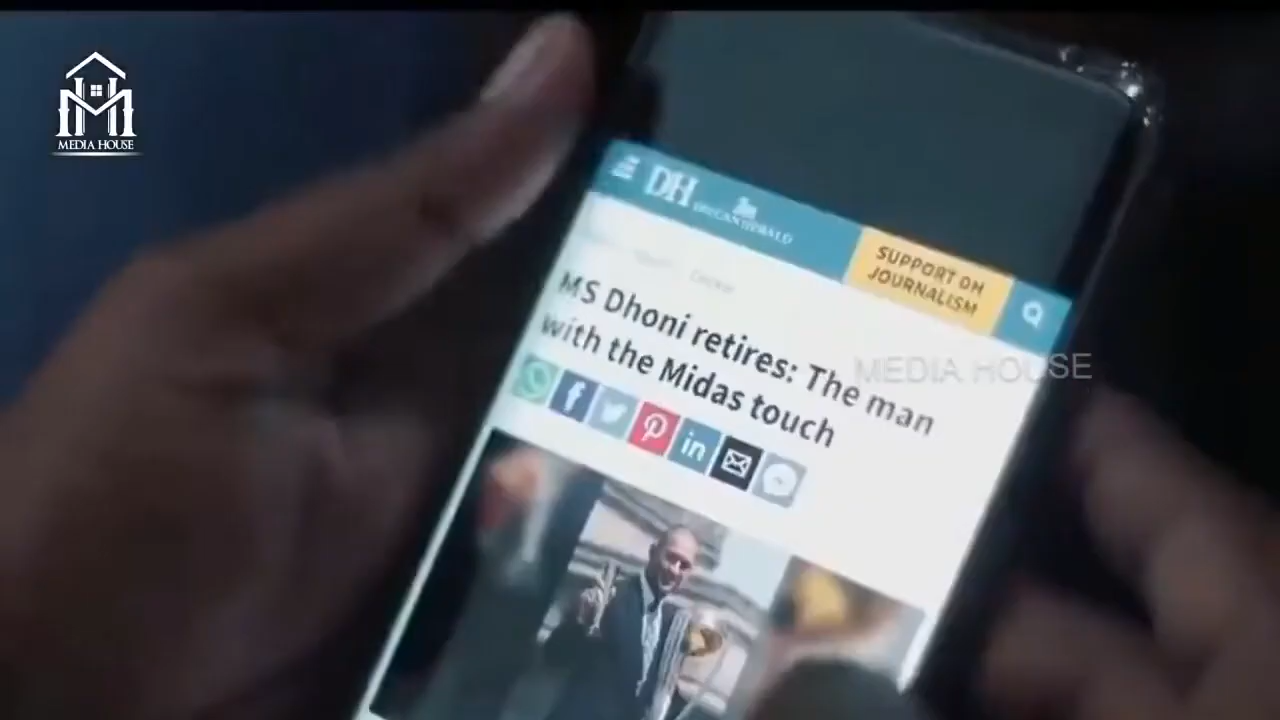 MEDIA HOUSE
DH DECCAN HERALD
SUPPORT OH
JOURNALISM
MS Dhoni retires: The man
with the Midas touch
MEDIA HOUSE